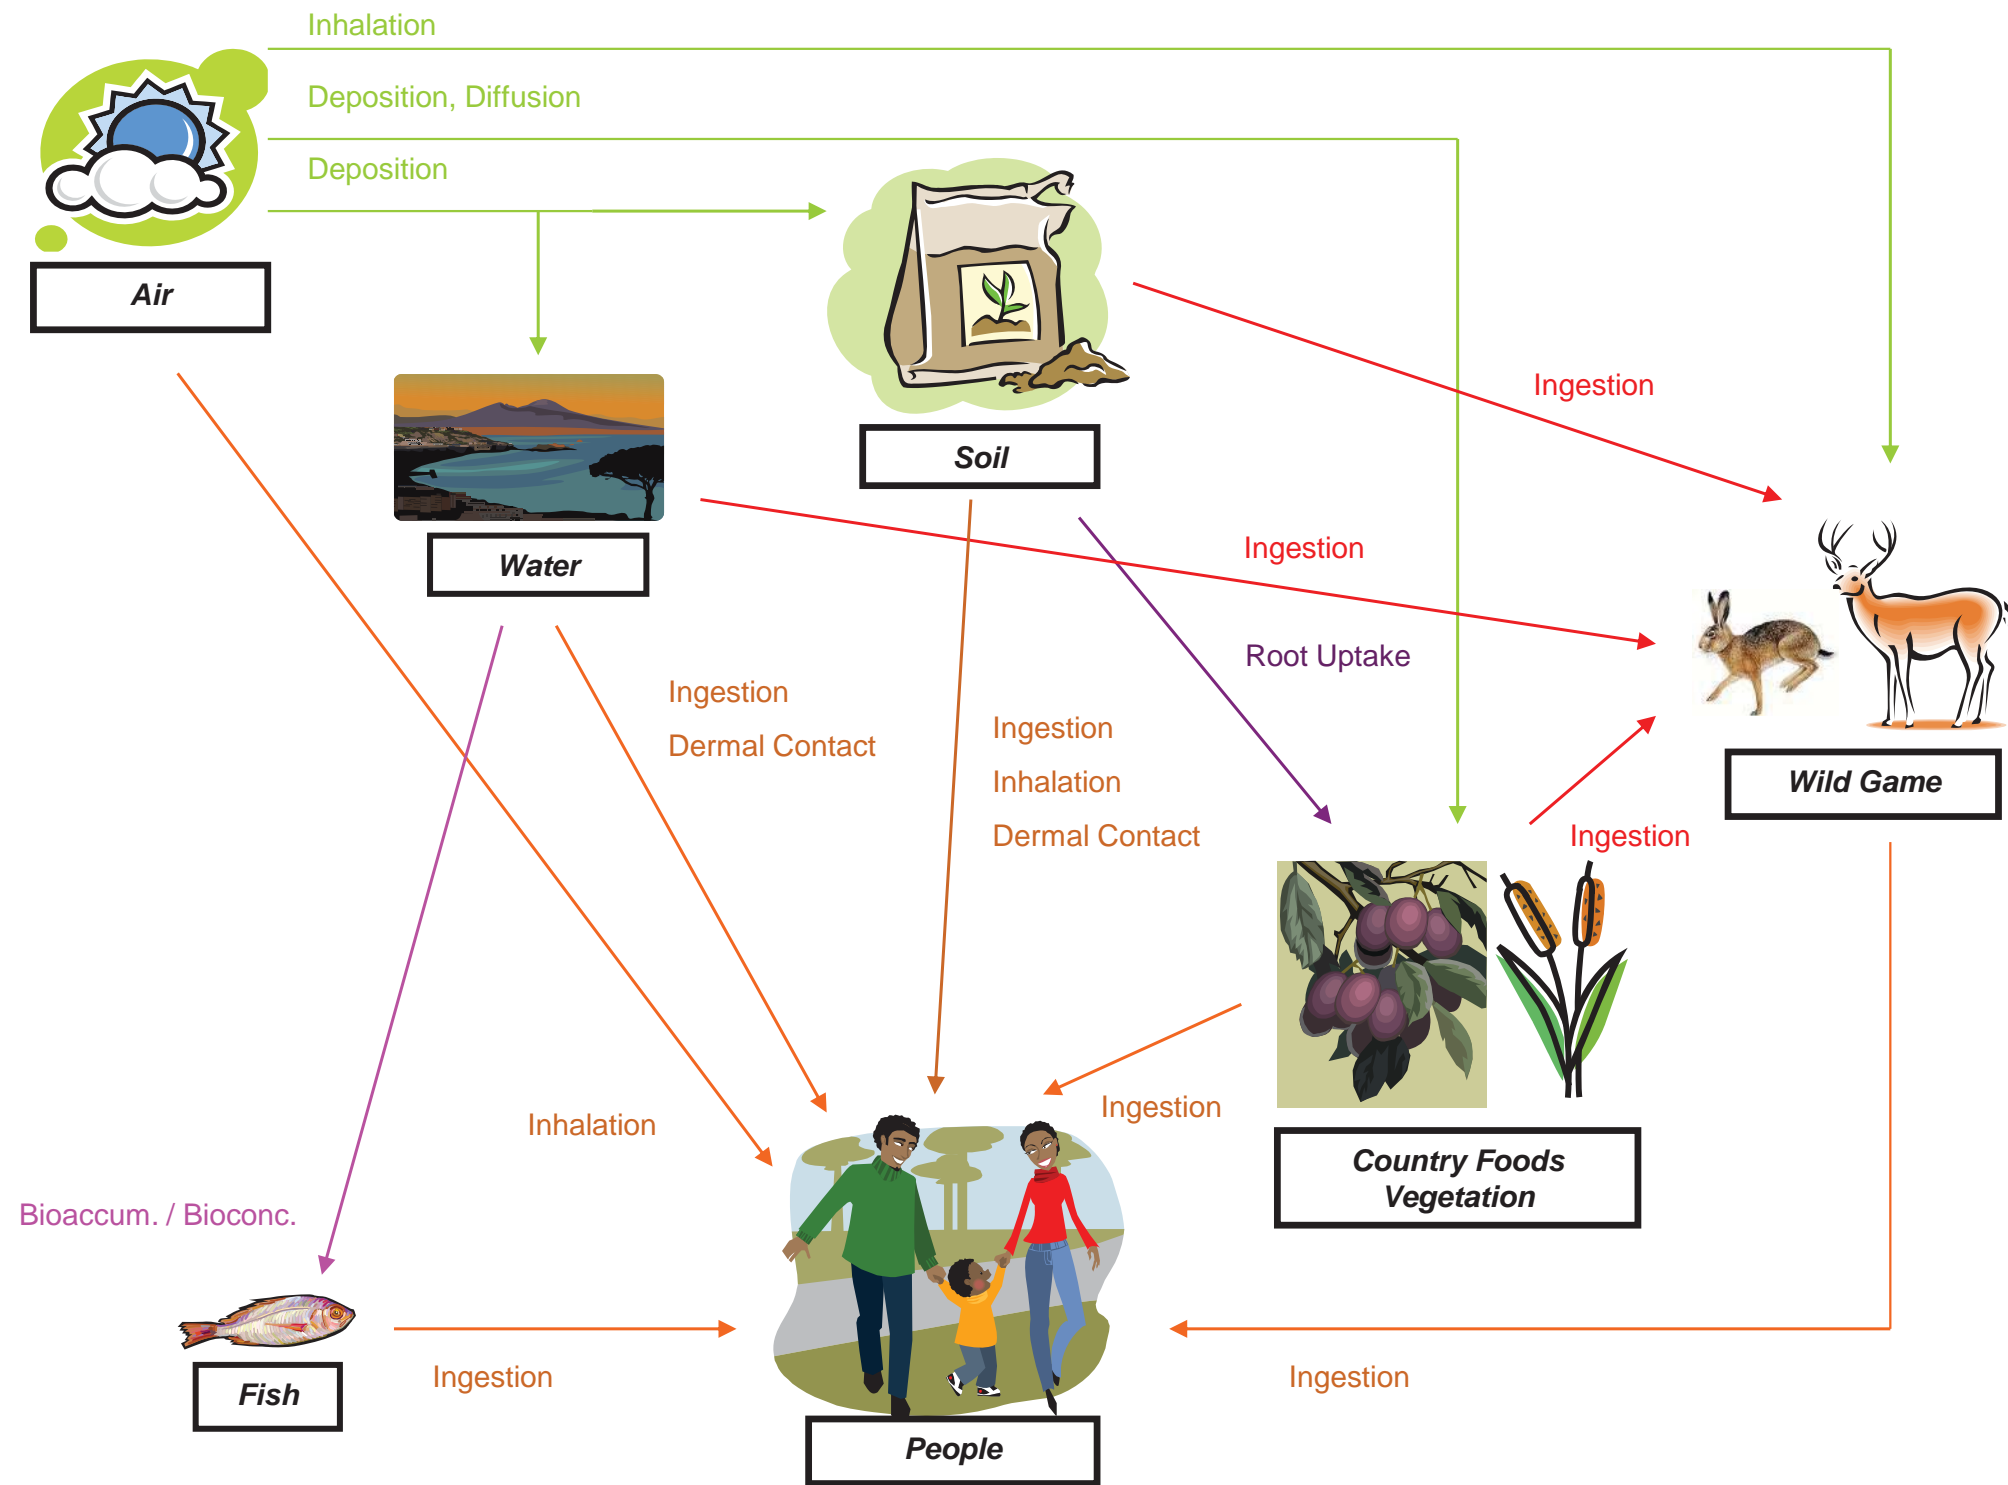 Inhalation
Deposition, Diffusion
Deposition
Air
Ingestion
Soil
Ingestion
Water
Root Uptake
Ingestion
Dermal Contact
Ingestion
Inhalation
Dermal Contact
Wild Game
Ingestion
Ingestion
Inhalation
Country Foods
Vegetation
Bioaccum. / Bioconc.
Ingestion
Ingestion
Fish
People